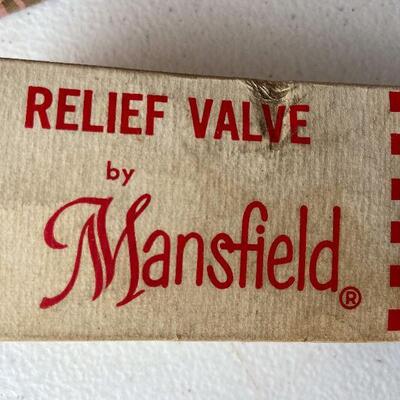 RELIEF VALVE
by
Mansfield®